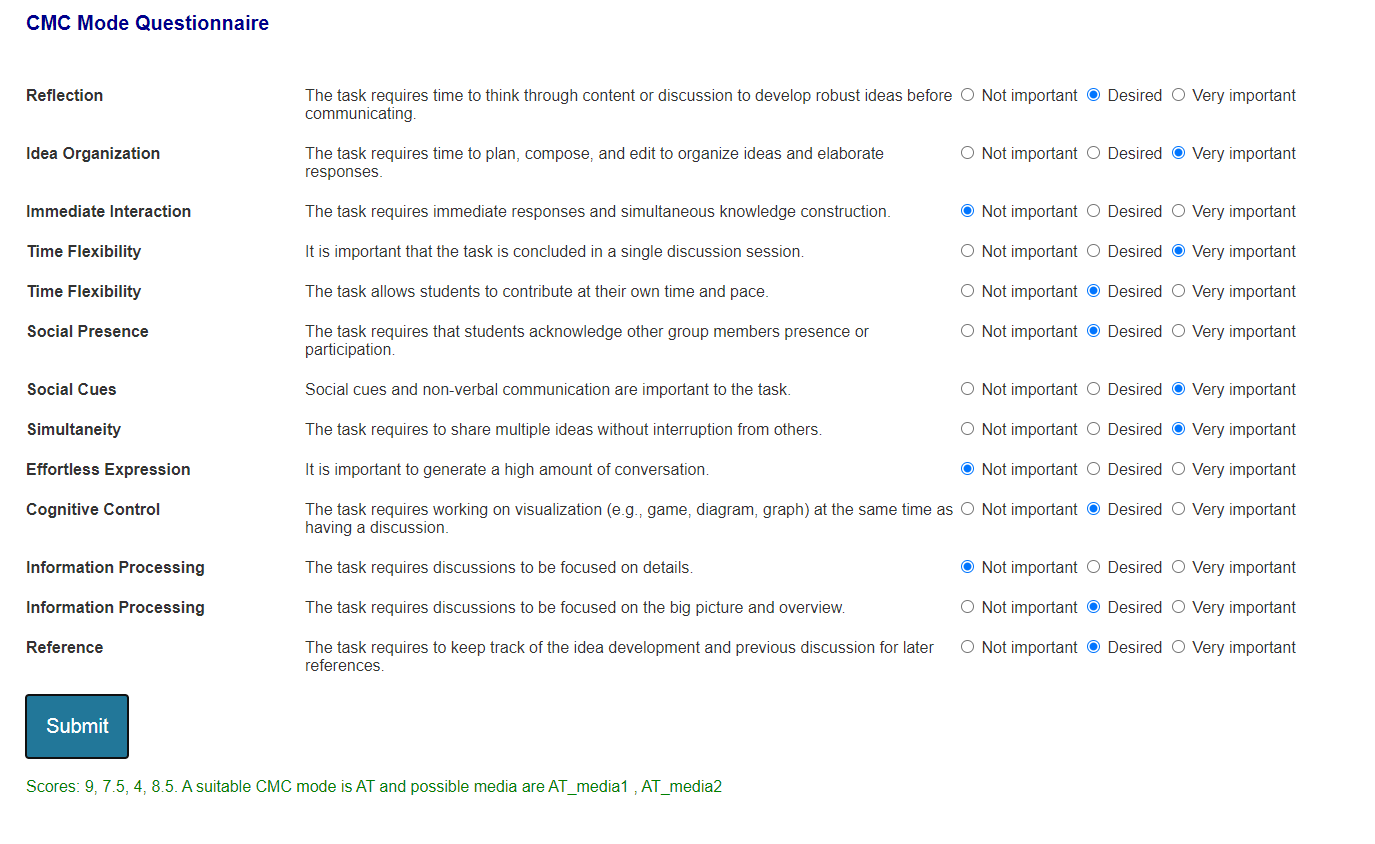 CMC Mode Questionnaire
Reflection The task requires time to think through content or discussion to develop robust ideas before Not important Desired Very important
communicating.
Idea Organization The task requires time to plan, compose, and edit to organize ideas and elaborate Not important Desired Very important
responses.
Immediate Interaction The task requires immediate responses and simultaneous knowledge construction. Not important Desired Very important
Time Flexibility It is important that the task is concluded in a single discussion session. Not important Desired Very important
Time Flexibility The task allows students to contribute at their own time and pace. Not important Desired Very important
Social Presence The task requires that students acknowledge other group members presence or Not important Desired Very important
participation.
Social Cues Social cues and non-verbal communication are important to the task. Not important Desired Very important
Simultaneity The task requires to share multiple ideas without interruption from others. Not important Desired Very important
Effortless Expression It is important to generate a high amount of conversation. Not important Desired Very important
Cognitive Control The task requires working on visualization (e.g., game, diagram, graph) at the same time as Not important Desired Very important
having a discussion.
Information Processing The task requires discussions to be focused on details. Not important Desired Very important
Information Processing The task requires discussions to be focused on the big picture and overview. Not important Desired Very important
Reference The task requires to keep track of the idea development and previous discussion for later Not important Desired Very important
references.
Submit
Scores: 9, 7.5, 4, 8.5. A suitable CMC mode is AT and possible media are AT_media1 , AT_media2